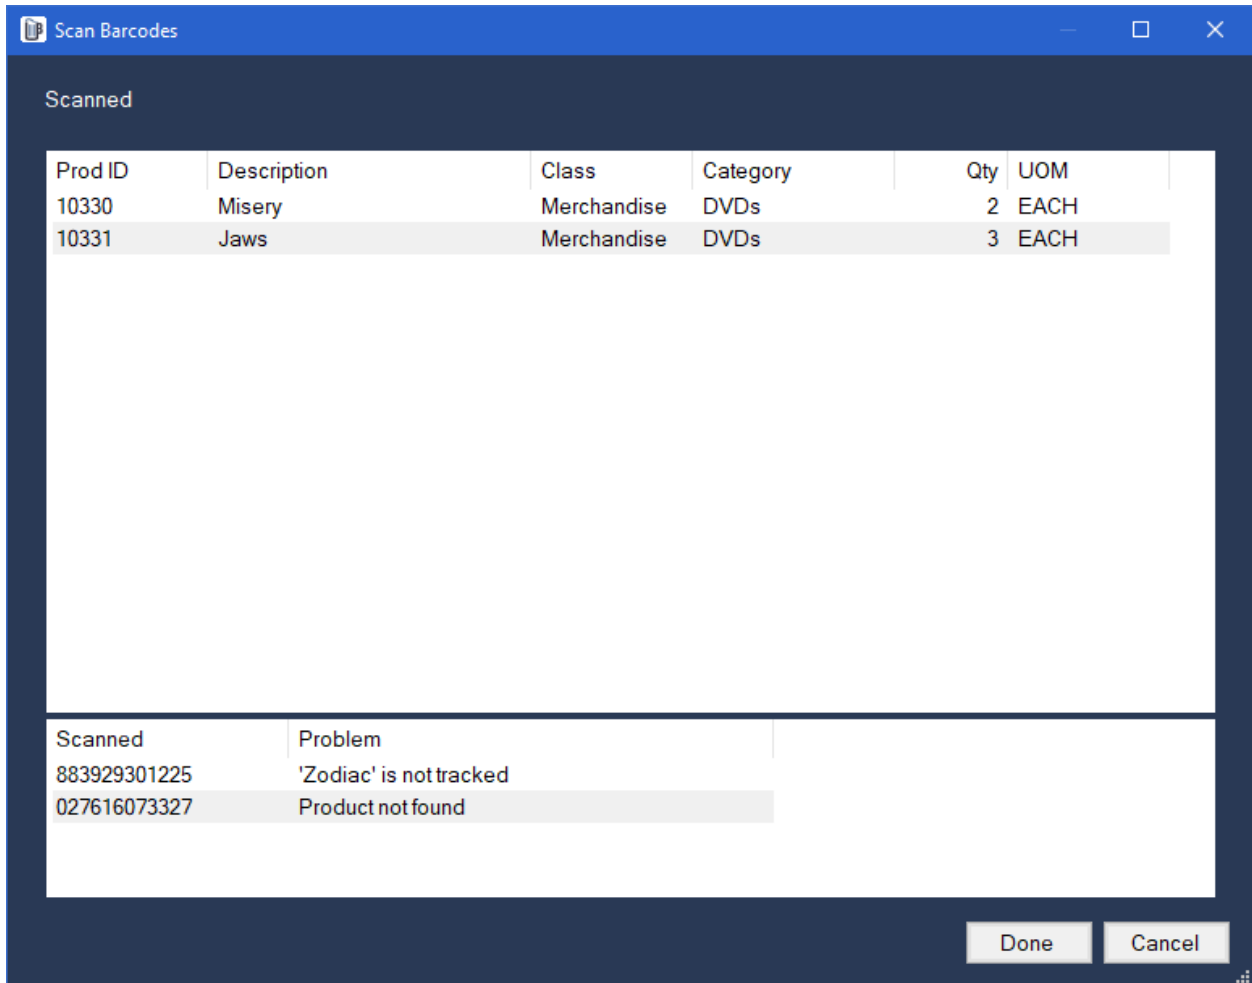 Scan Barcodes
Scanned
Prod ID Description Class Category Qty UOM
10330 Misery Merchandise DVDs 2 EACH
10331 Jaws Merchandise DVDs 3 EACH
Scanned Problem
883929301225 'Zodiac' is not tracked
027616073327 Product not found
Done Cancel